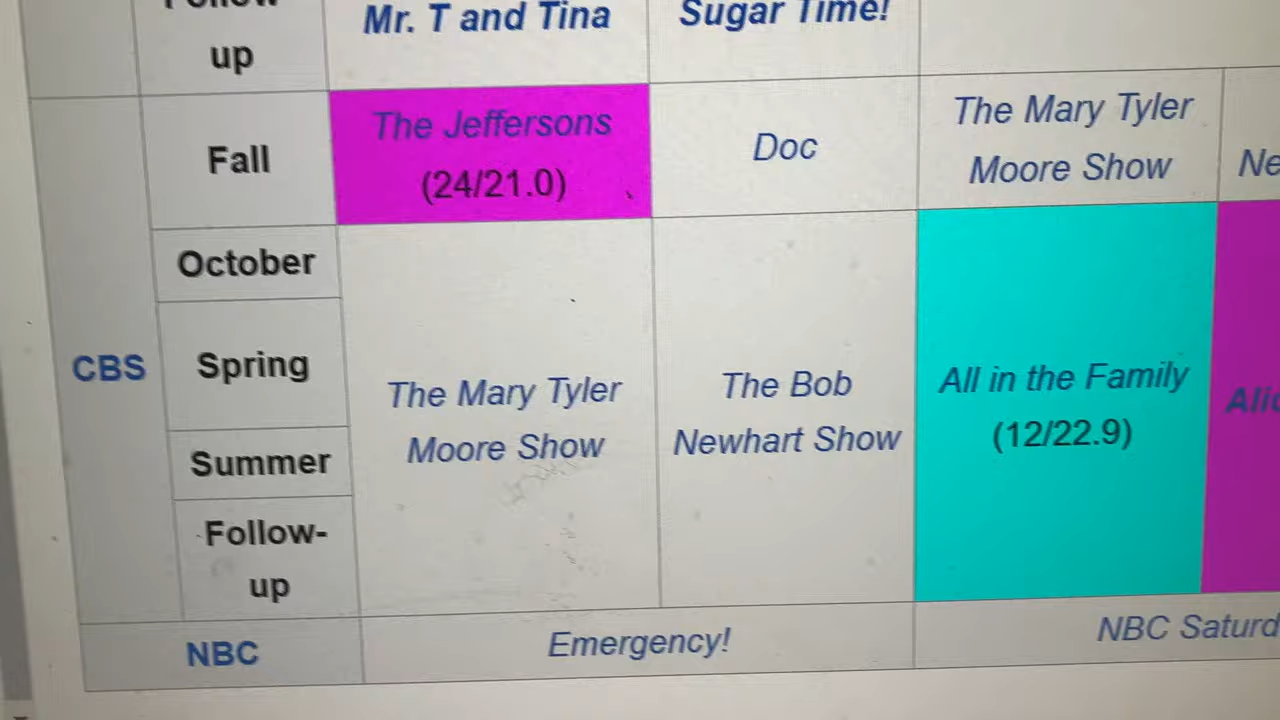 up
Mr. T and Tina
Sugar Time!
CBS
Fall
The Jeffersons
(24/21.0)
Doc
The Mary Tyler
Moore Show
October
Spring
Summer
Follow-
up
The Mary Tyler
Moore Show
The Bob
Newhart Show
All in the Family
(12/22.9)
NBC
Emergency!
NBC